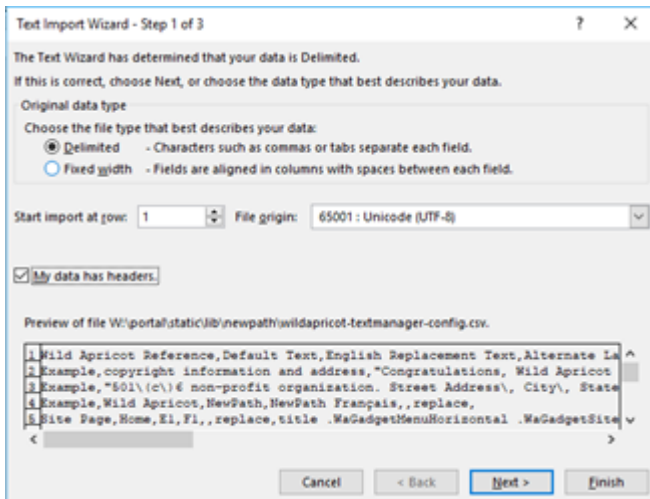 Text Import Wizard - Step 1 of 3 ? ×
The Text Wizard has determined that your data is Delimited.
If this is correct, choose Next, or choose the data type that best describes your data.
Original data type
Choose the file type that best describes your data:
Delimited - Characters such as commas or tabs separate each field.
Fixed width - Fields are aligned in columns with spaces between each field.
Start import at row: 1 File origin: 65001 : Unicode (UTF-8)
My data has headers.
Preview of file W:\portal\static\lib\newpath\wildapricot-textmanager-config.csv.
1 Wild Apricot Reference,Default Text,English Replacement Text,Alternate La
2 Example,copyright information and address,"Congratulations, Wild Apricot
3 Example,"501\(c\)6 non-profit organization. Street Address\, City\, State
4 Example,Wild Apricot,NewPath,NewPath Français,,replace,
5 Site Page,Home,E1,F1,,replace,title .WaGadgetMenuHorizontal .WaGadgetSite
Cancel < Back Next > Finish